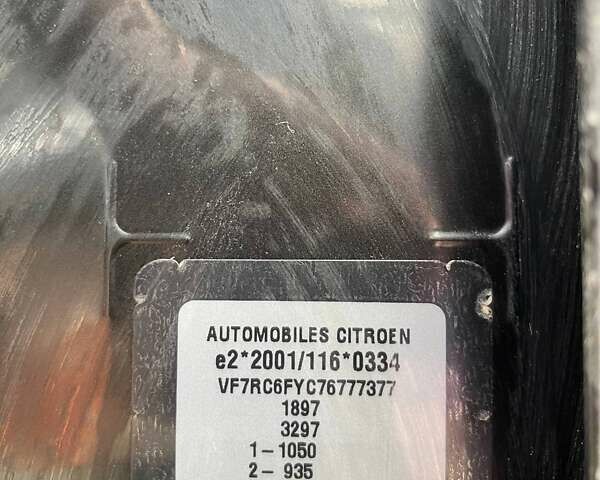 AUTOMOBILES CITROEN
e2*2001/116*0334
VF7RC6FYC76777377
1897
3297
1-1050
2-935